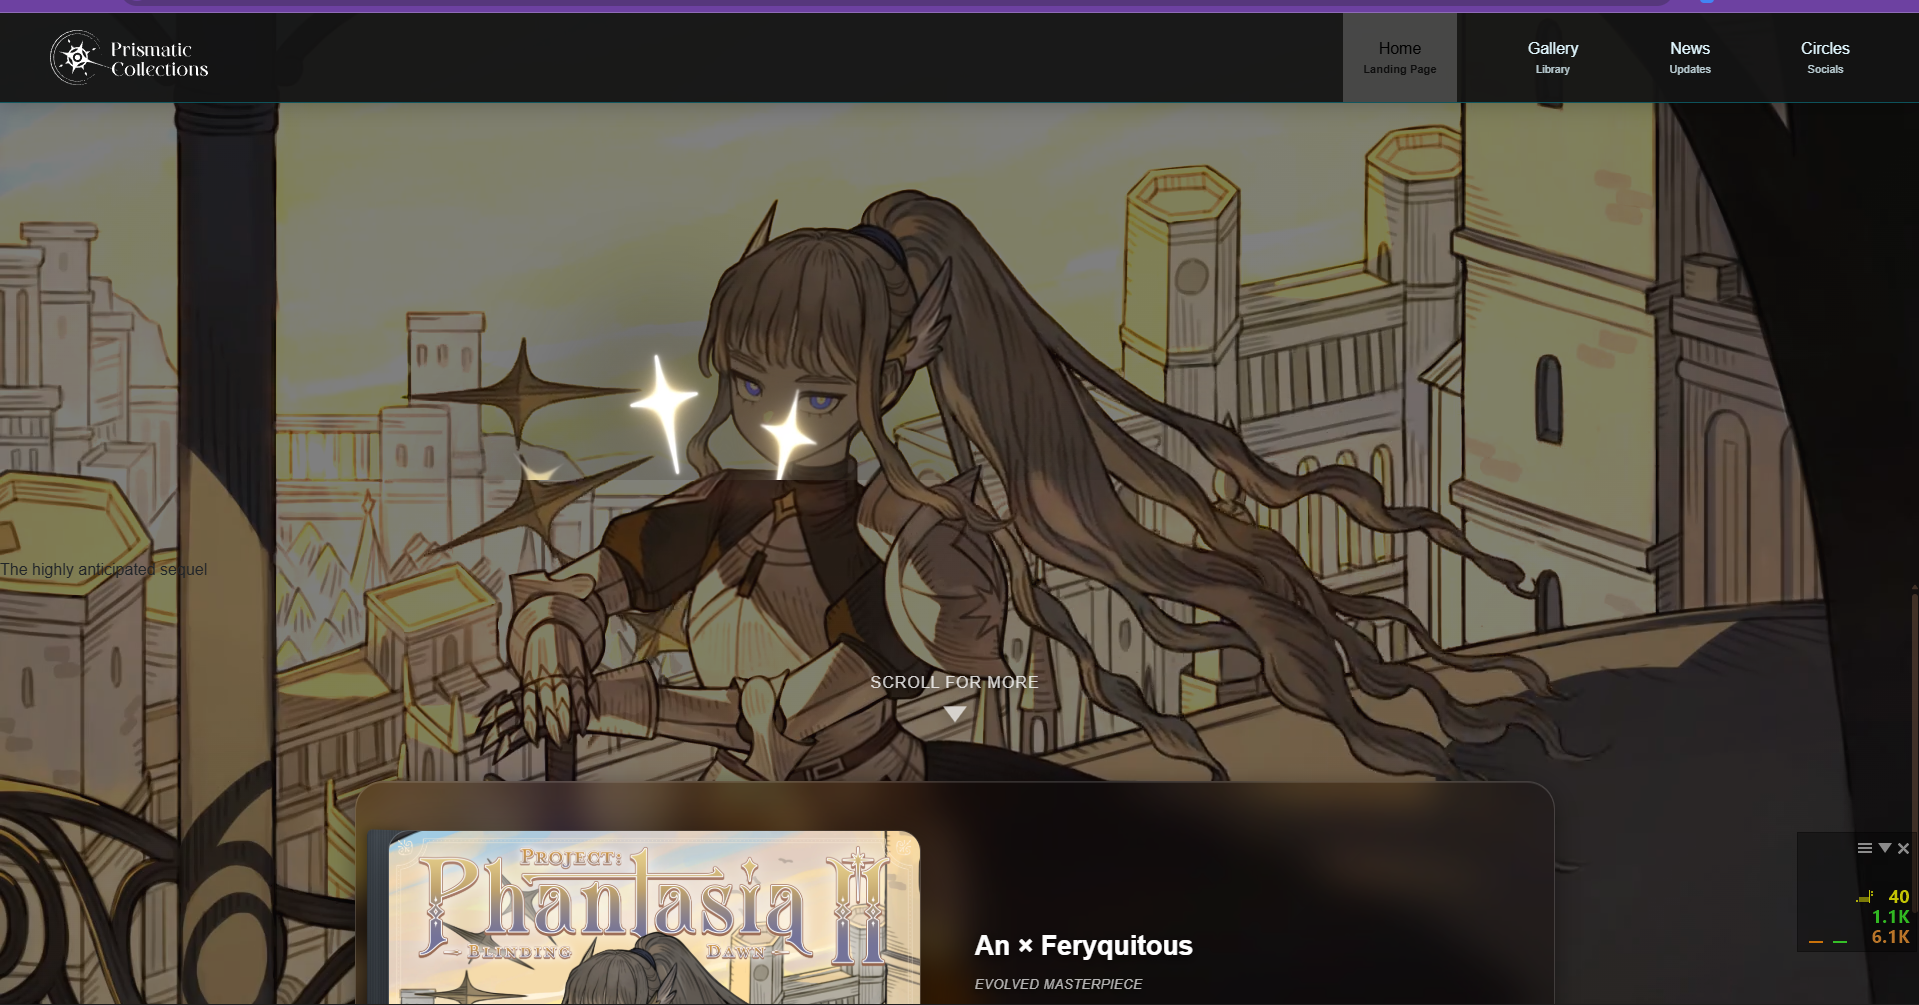 Prismatic
Collections
Home
Landing Page
Gallery
Library
News
Updates
Circles
Socials
The highly anticipated sequel
SCROLL FOR MORE
PROJECT:
Phantasia II
BLINDING DAWN
An × Feryquitous
EVOLVED MASTERPIECE
40
1.1K
6.1K